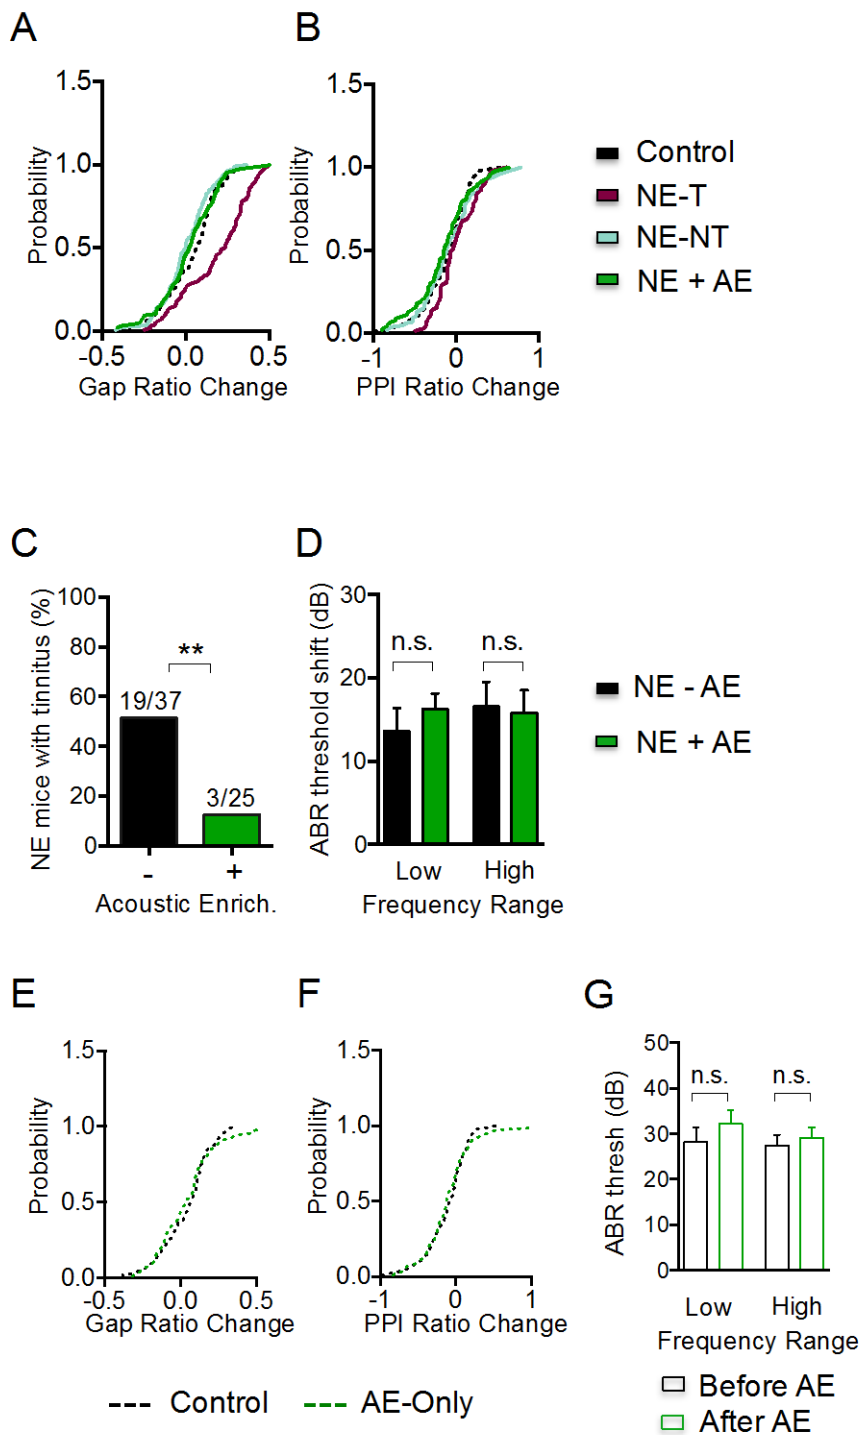 A
B
1.5
1.0
0.5
0.0
Probability
-0.5
0.0
0.5
Gap Ratio Change
1.5
1.0
0.5
0.0
Probability
-1
0
1
PPI Ratio Change
Control
NE-T
NE-NT
NE + AE
C
D
NE mice with tinnitus (%)
100
80
60
40
20
0
**
19/37
3/25
-
+
Acoustic Enrich.
ABR threshold shift (dB)
30
20
10
0
n.s.
n.s.
Low
High
Frequency Range
NE - AE
NE + AE
E
F
G
Probability
1.5
1.0
0.5
0.0
-0.5
0.0
0.5
Gap Ratio Change
Probability
1.5
1.0
0.5
0.0
-1
0
1
PPI Ratio Change
ABR thresh (dB)
50
40
30
20
10
0
n.s.
n.s.
Low
High
Frequency Range
Control
AE-Only
Before AE
After AE